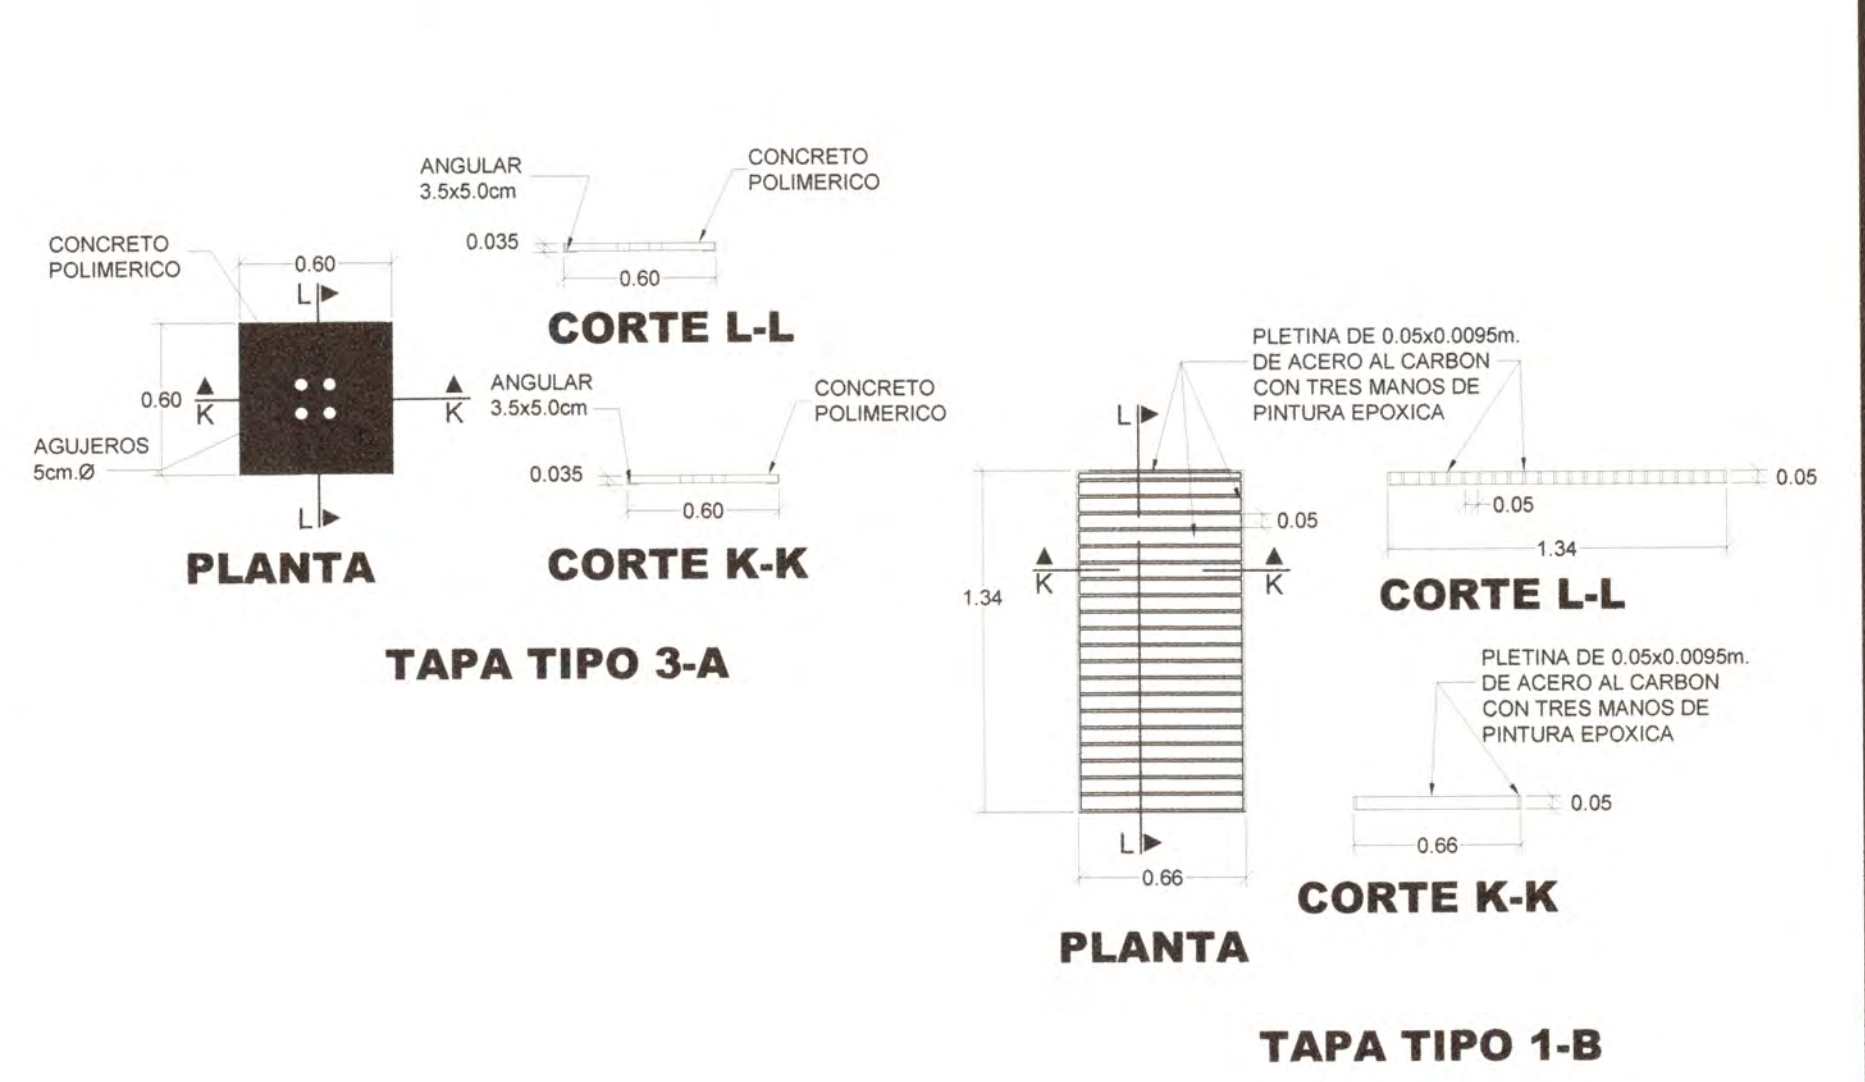 CONCRETO
POLIMERICO
0.60
L
0.60
K
K
AGUJEROS
5cm.Ø
L
PLANTA
ANGULAR
3.5x5.0cm
CONCRETO
POLIMERICO
0.035
0.60
CORTE L-L
ANGULAR
3.5x5.0cm
CONCRETO
POLIMERICO
0.035
0.60
CORTE K-K
TAPA TIPO 3-A
PLETINA DE 0.05x0.0095m.
DE ACERO AL CARBON
CON TRES MANOS DE
PINTURA EPOXICA
L
0.05
K
K
1.34
L
0.66
PLANTA
0.05
0.05
1.34
CORTE L-L
PLETINA DE 0.05x0.0095m.
DE ACERO AL CARBON
CON TRES MANOS DE
PINTURA EPOXICA
0.05
0.66
CORTE K-K
TAPA TIPO 1-B